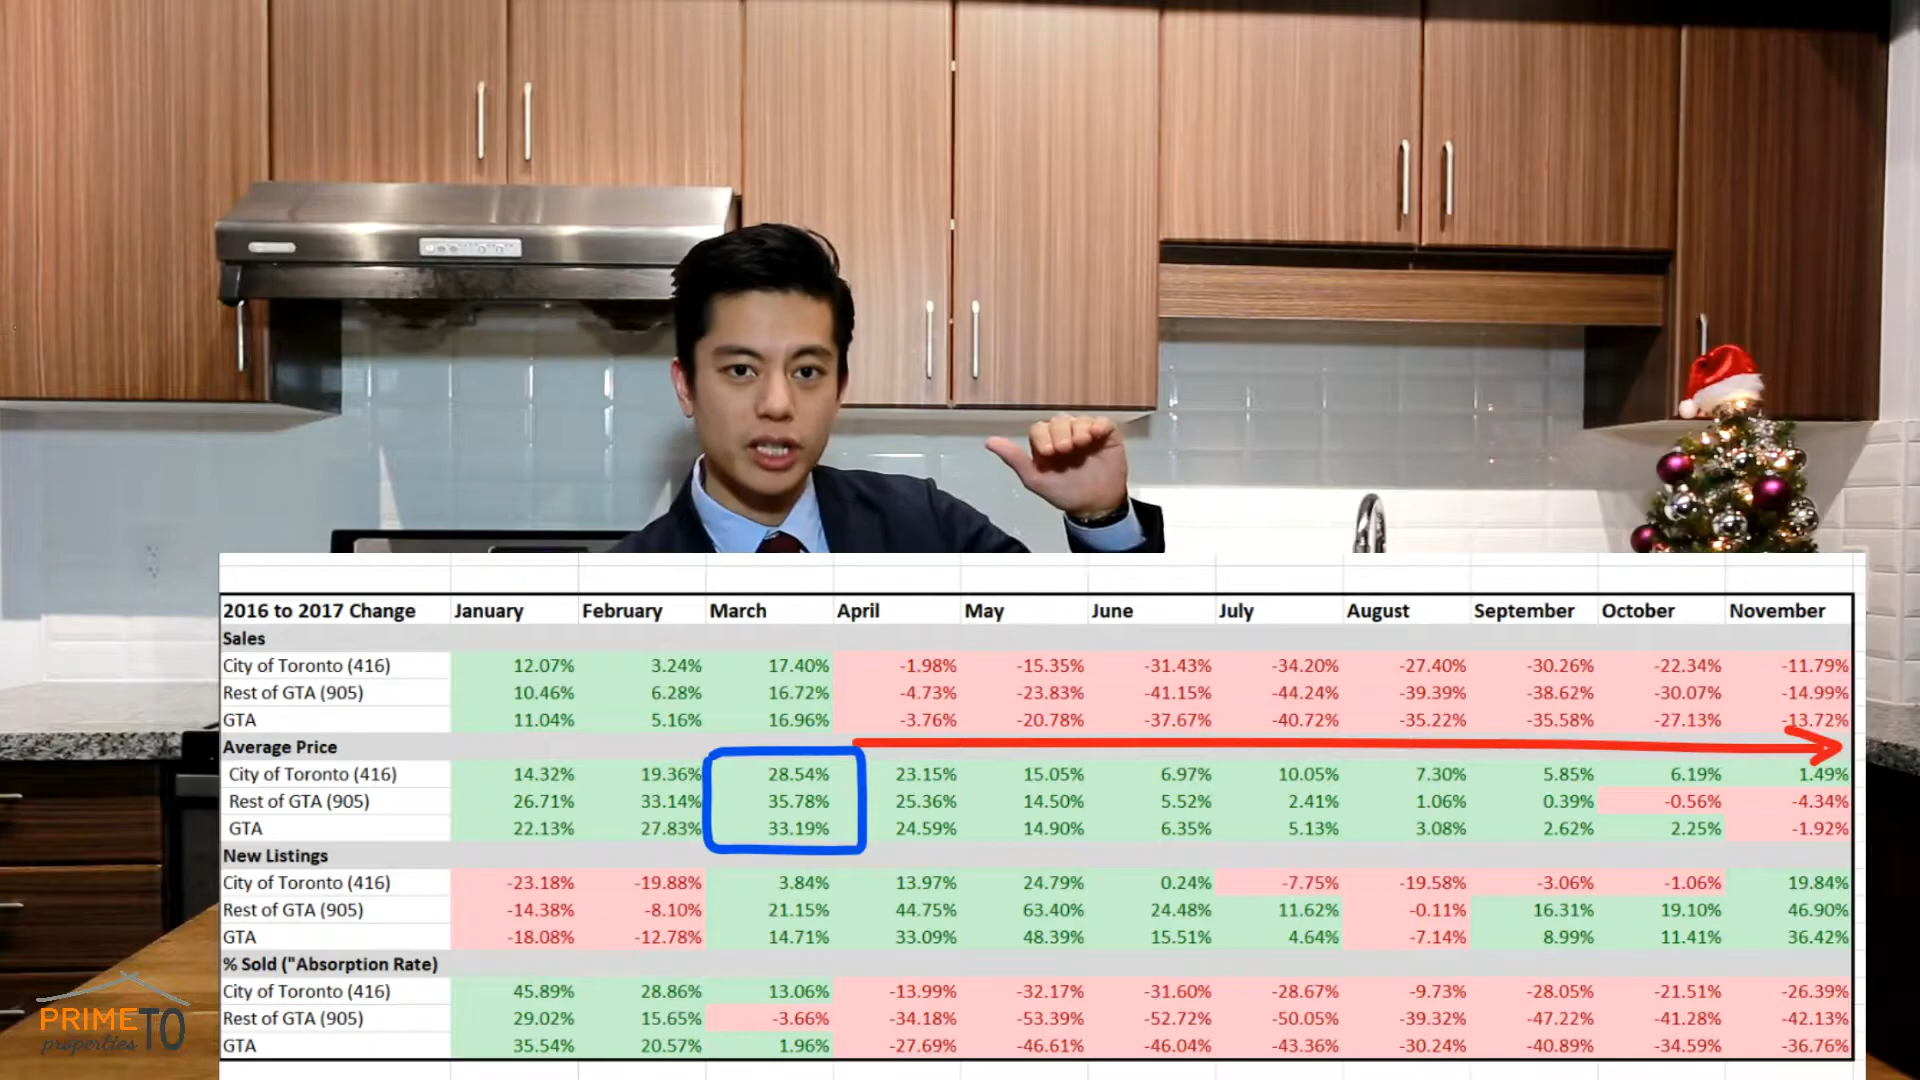 2016 to 2017 Change January February March April May June July August September October November
Sales
City of Toronto (416) 12.07% 3.24% 17.40% -1.98% -15.35% -31.43% -34.20% -27.40% -30.26% -22.34% -11.79%
Rest of GTA (905) 10.46% 6.28% 16.72% -4.73% -23.83% -41.15% -44.24% -39.39% -38.62% -30.07% -14.99%
GTA 11.04% 5.16% 16.96% -3.76% -20.78% -37.67% -40.72% -35.22% -35.58% -27.13% -13.72%
Average Price
City of Toronto (416) 14.32% 19.36% 28.54% 23.15% 15.05% 6.97% 10.05% 7.30% 5.85% 6.19% 1.49%
Rest of GTA (905) 26.71% 33.14% 35.78% 25.36% 14.50% 5.52% 2.41% 1.06% 0.39% -0.56% -4.34%
GTA 22.13% 27.83% 33.19% 24.59% 14.90% 6.35% 5.13% 3.08% 2.62% 2.25% -1.92%
New Listings
City of Toronto (416) -23.18% -19.88% 3.84% 13.97% 24.79% 0.24% -7.75% -19.58% -3.06% -1.06% 19.84%
Rest of GTA (905) -14.38% -8.10% 21.15% 44.75% 63.40% 24.48% 11.62% -0.11% 16.31% 19.10% 46.90%
GTA -18.08% -12.78% 14.71% 33.09% 48.39% 15.51% 4.64% -7.14% 8.99% 11.41% 36.42%
% Sold ("Absorption Rate)
City of Toronto (416) 45.89% 28.86% 13.06% -13.99% -32.17% -31.60% -28.67% -9.73% -28.05% -21.51% -26.39%
Rest of GTA (905) 29.02% 15.65% -3.66% -34.18% -53.39% -52.72% -50.05% -39.32% -47.22% -41.28% -42.13%
GTA 35.54% 20.57% 1.96% -27.69% -46.61% -46.04% -43.36% -30.24% -40.89% -34.59% -36.76%
PRIME TO
properties